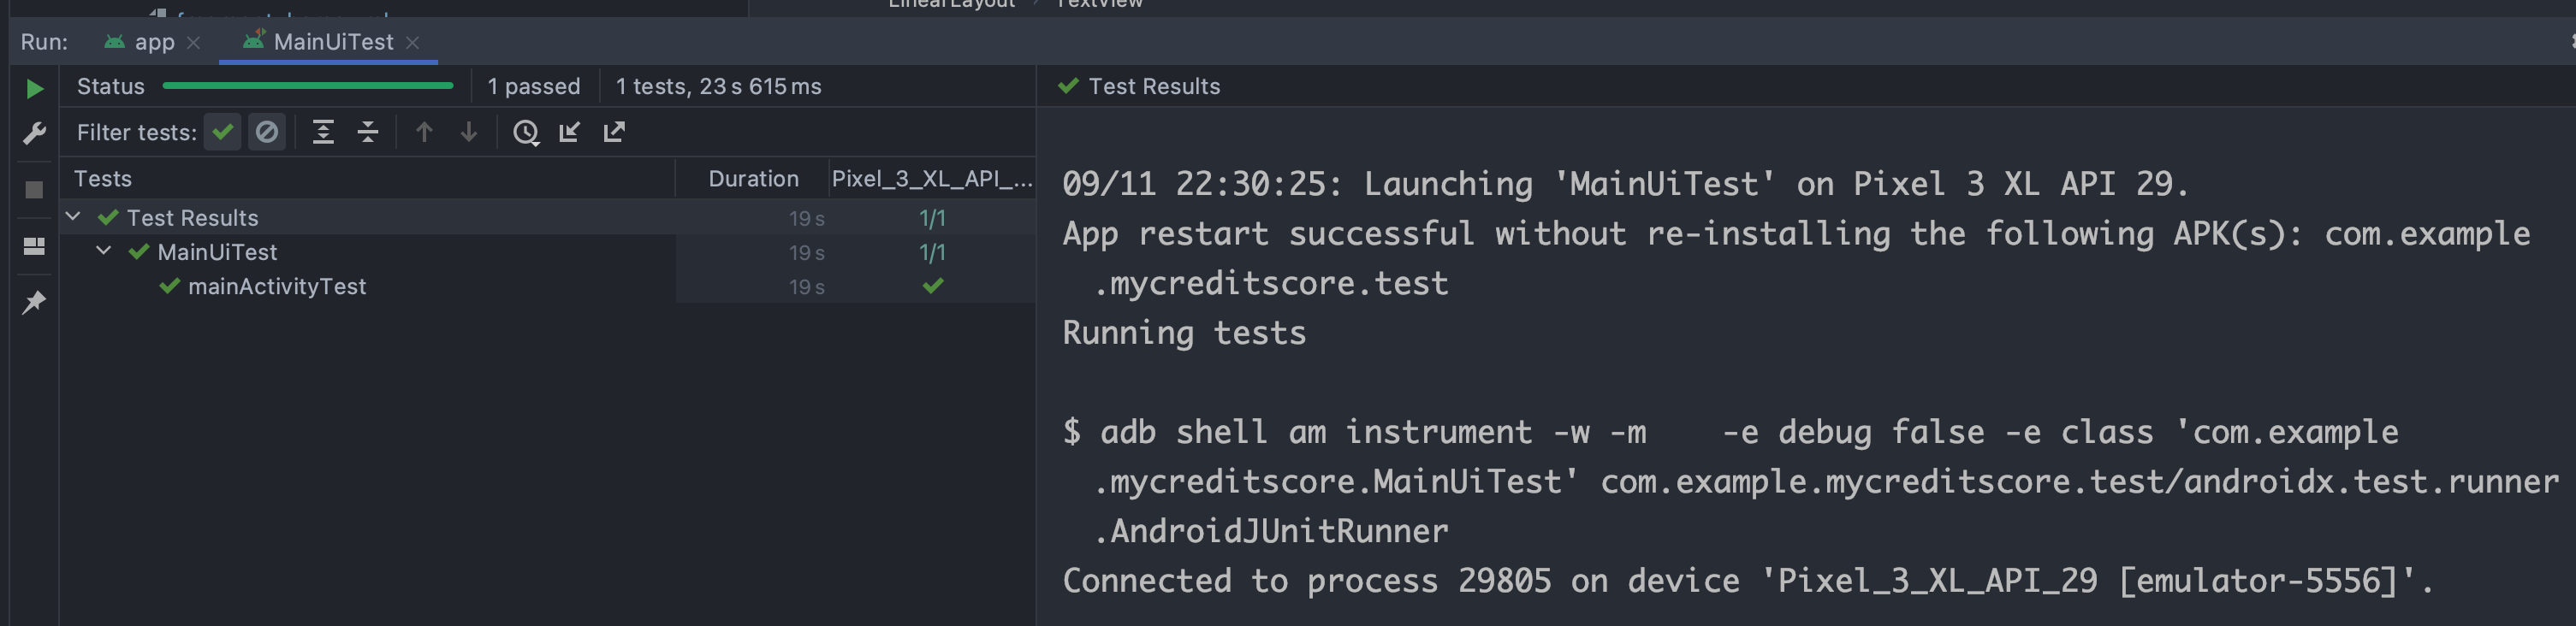 LinearLayout › TextView
Run: app MainUiTest
Status 1 passed 1 tests, 23 s 615 ms
Filter tests:
Tests Duration Pixel_3_XL_API_...
Test Results 19 s 1/1
MainUiTest 19 s 1/1
mainActivityTest 19 s
Test Results
09/11 22:30:25: Launching 'MainUiTest' on Pixel 3 XL API 29.
App restart successful without re-installing the following APK(s): com.example
.mycreditscore.test
Running tests
$ adb shell am instrument -w -m    -e debug false -e class 'com.example
.mycreditscore.MainUiTest' com.example.mycreditscore.test/androidx.test.runner
.AndroidJUnitRunner
Connected to process 29805 on device 'Pixel_3_XL_API_29 [emulator-5556]'.